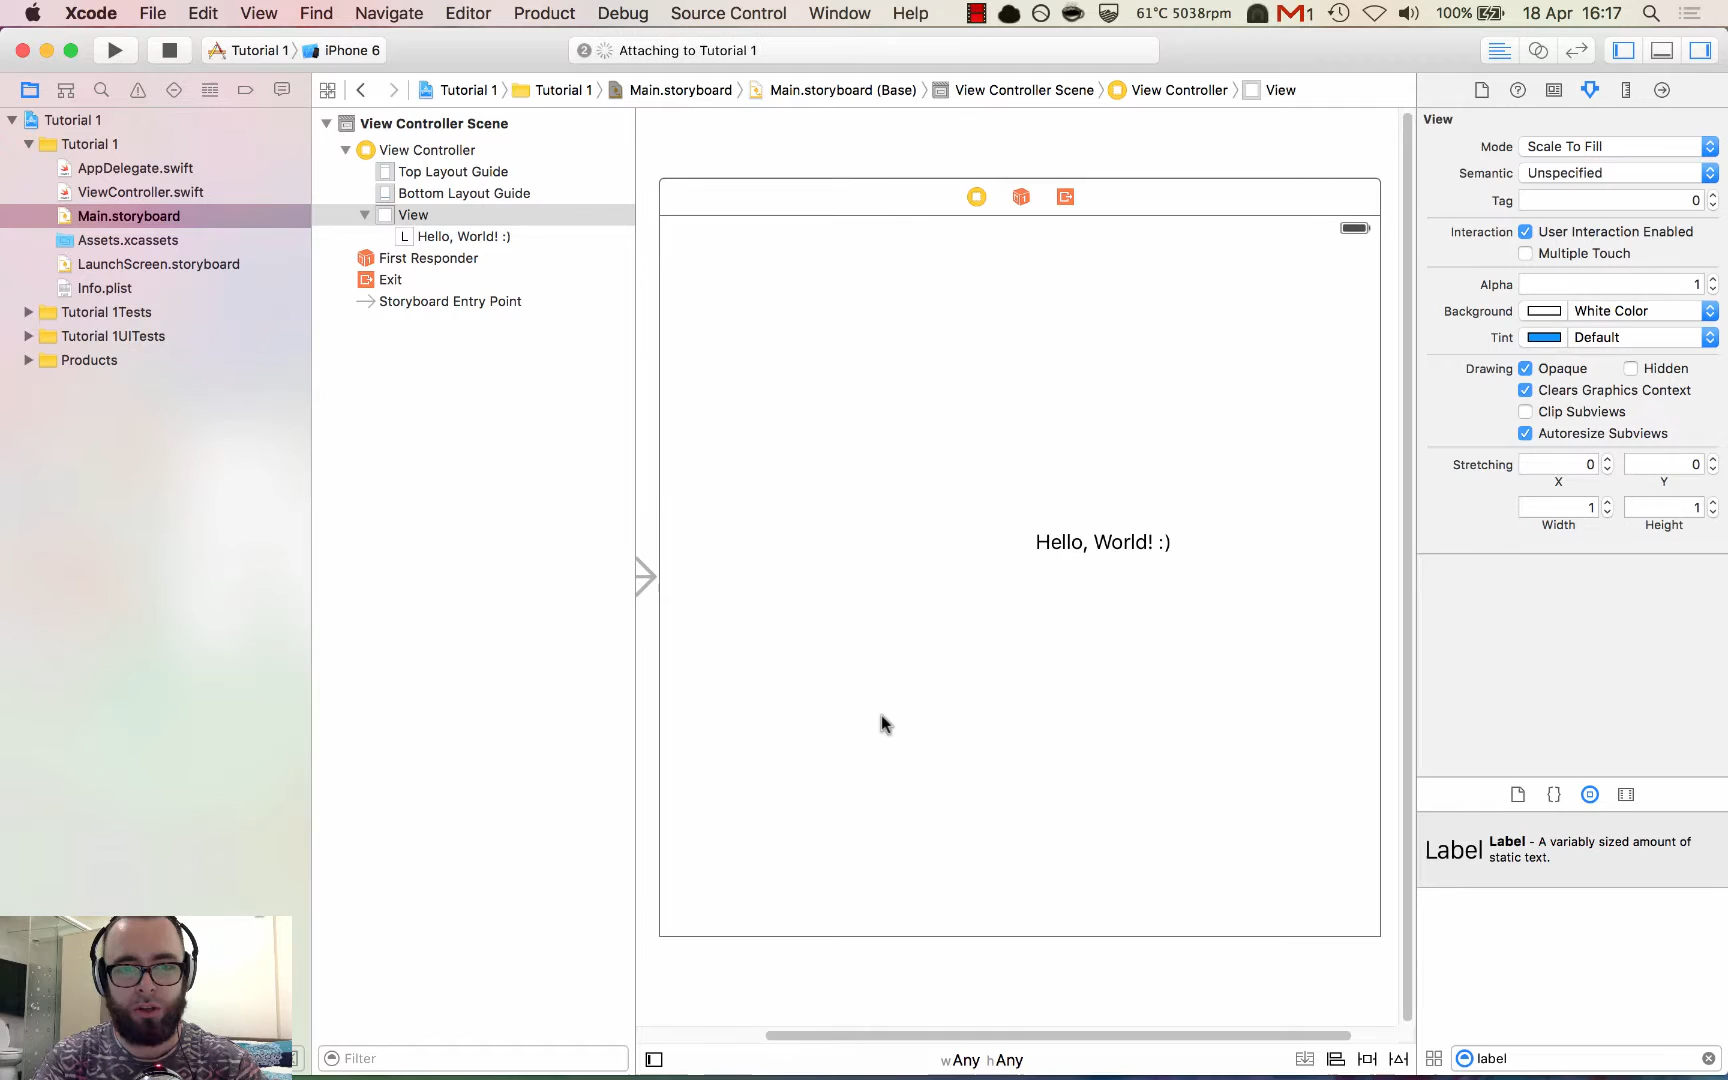 Xcode File Edit View Find Navigate Editor Product Debug Source Control Window Help 61°C 5038rpm 1 100% 18 Apr 16:17
Tutorial 1 iPhone 6
2 Attaching to Tutorial 1
Tutorial 1 Tutorial 1 Main.storyboard Main.storyboard (Base) View Controller Scene View Controller View
Tutorial 1
Tutorial 1
AppDelegate.swift
ViewController.swift
Main.storyboard
Assets.xcassets
LaunchScreen.storyboard
Info.plist
Tutorial 1Tests
Tutorial 1UITests
Products
View Controller Scene
View Controller
Top Layout Guide
Bottom Layout Guide
View
L Hello, World! :)
First Responder
Exit
Storyboard Entry Point
Filter
Hello, World! :)
wAny hAny
View
Mode Scale To Fill
Semantic Unspecified
Tag 0
Interaction User Interaction Enabled
Multiple Touch
Alpha 1
Background White Color
Tint Default
Drawing Opaque Hidden
Clears Graphics Context
Clip Subviews
Autoresize Subviews
Stretching 0 0
X Y
1 1
Width Height
Label Label - A variably sized amount of
static text.
label